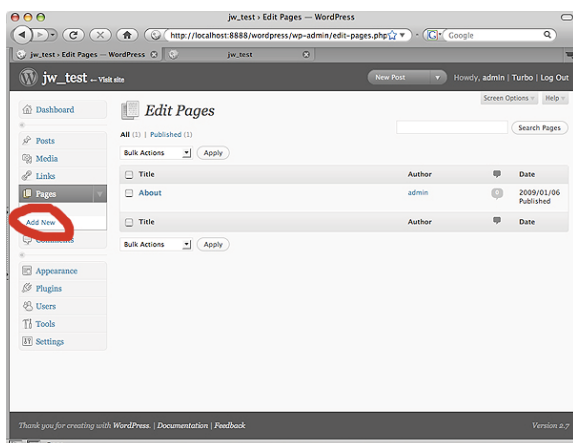 jw_test › Edit Pages — WordPress
http://localhost:8888/wordpress/wp-admin/edit-pages.php
Google
jw_test › Edit Pages — WordPress
jw_test
jw_test ← Visit site
New Post
Howdy, admin | Turbo | Log Out
Screen Options
Help
Dashboard
Edit Pages
All (1) | Published (1)
Search Pages
Posts
Bulk Actions
Apply
Media
Links
Title
Author
Date
Pages
About
admin
0
2009/01/06
Published
Add New
Title
Author
Date
Comments
Bulk Actions
Apply
Appearance
Plugins
Users
Tools
Settings
Thank you for creating with WordPress. | Documentation | Feedback
Version 2.7